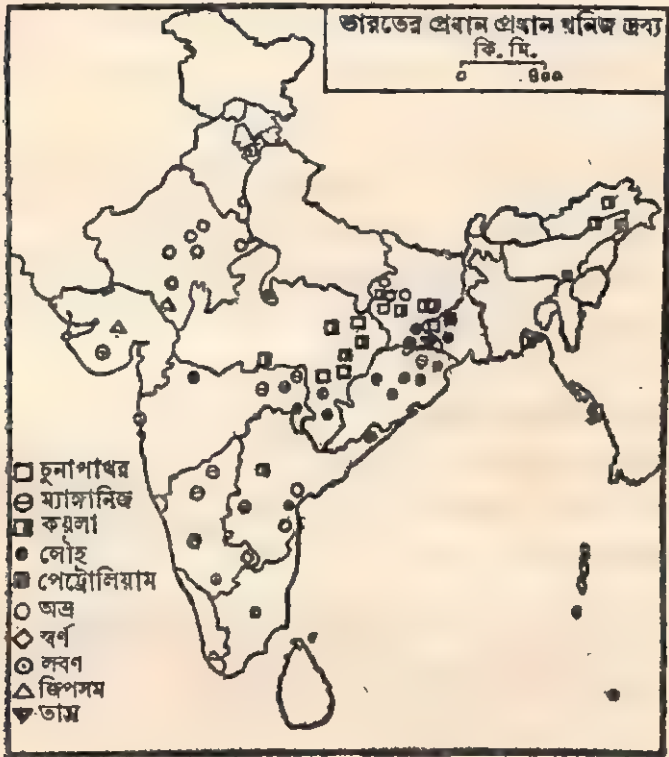 ভারতের প্রধান প্রধান খনিজ দ্রব্য
কি. মি.
০ ৪০০
চুনাপাথর
ম্যাঙ্গানিজ
কয়লা
লৌহ
পেট্রোলিয়াম
অভ্র
স্বর্ণ
লবণ
জিপসম
তাম্র